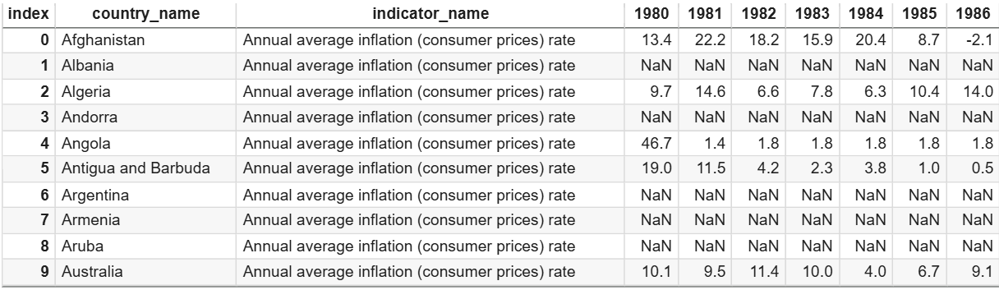 index country_name indicator_name 1980 1981 1982 1983 1984 1985 1986
0 Afghanistan Annual average inflation (consumer prices) rate 13.4 22.2 18.2 15.9 20.4 8.7 -2.1
1 Albania Annual average inflation (consumer prices) rate NaN NaN NaN NaN NaN NaN NaN
2 Algeria Annual average inflation (consumer prices) rate 9.7 14.6 6.6 7.8 6.3 10.4 14.0
3 Andorra Annual average inflation (consumer prices) rate NaN NaN NaN NaN NaN NaN NaN
4 Angola Annual average inflation (consumer prices) rate 46.7 1.4 1.8 1.8 1.8 1.8 1.8
5 Antigua and Barbuda Annual average inflation (consumer prices) rate 19.0 11.5 4.2 2.3 3.8 1.0 0.5
6 Argentina Annual average inflation (consumer prices) rate NaN NaN NaN NaN NaN NaN NaN
7 Armenia Annual average inflation (consumer prices) rate NaN NaN NaN NaN NaN NaN NaN
8 Aruba Annual average inflation (consumer prices) rate NaN NaN NaN NaN NaN NaN NaN
9 Australia Annual average inflation (consumer prices) rate 10.1 9.5 11.4 10.0 4.0 6.7 9.1